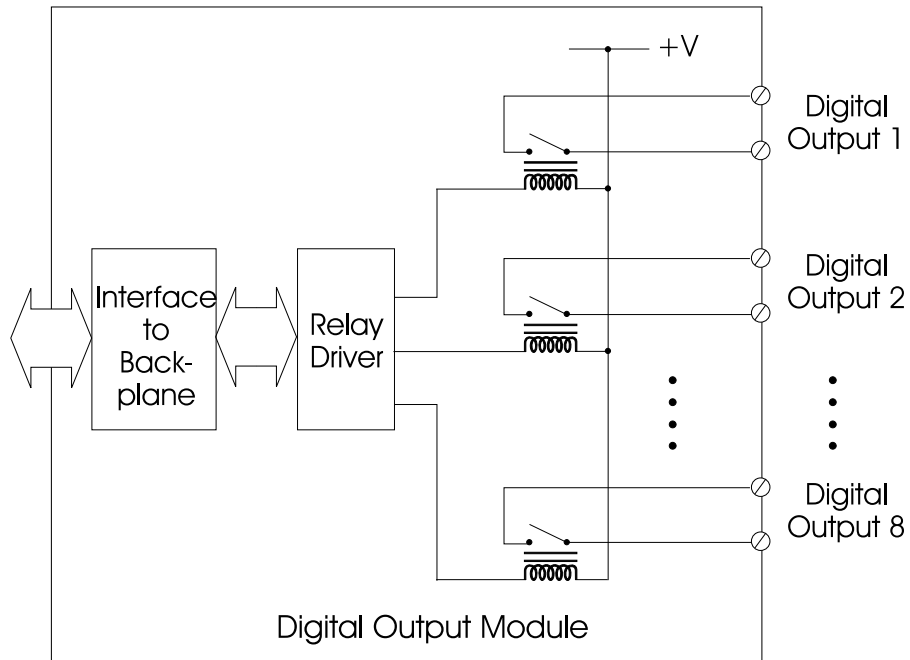 +V
Digital
Output 1
Digital
Output 2
Interface
to
Back-
plane
Relay
Driver
Digital
Output 8
Digital Output Module